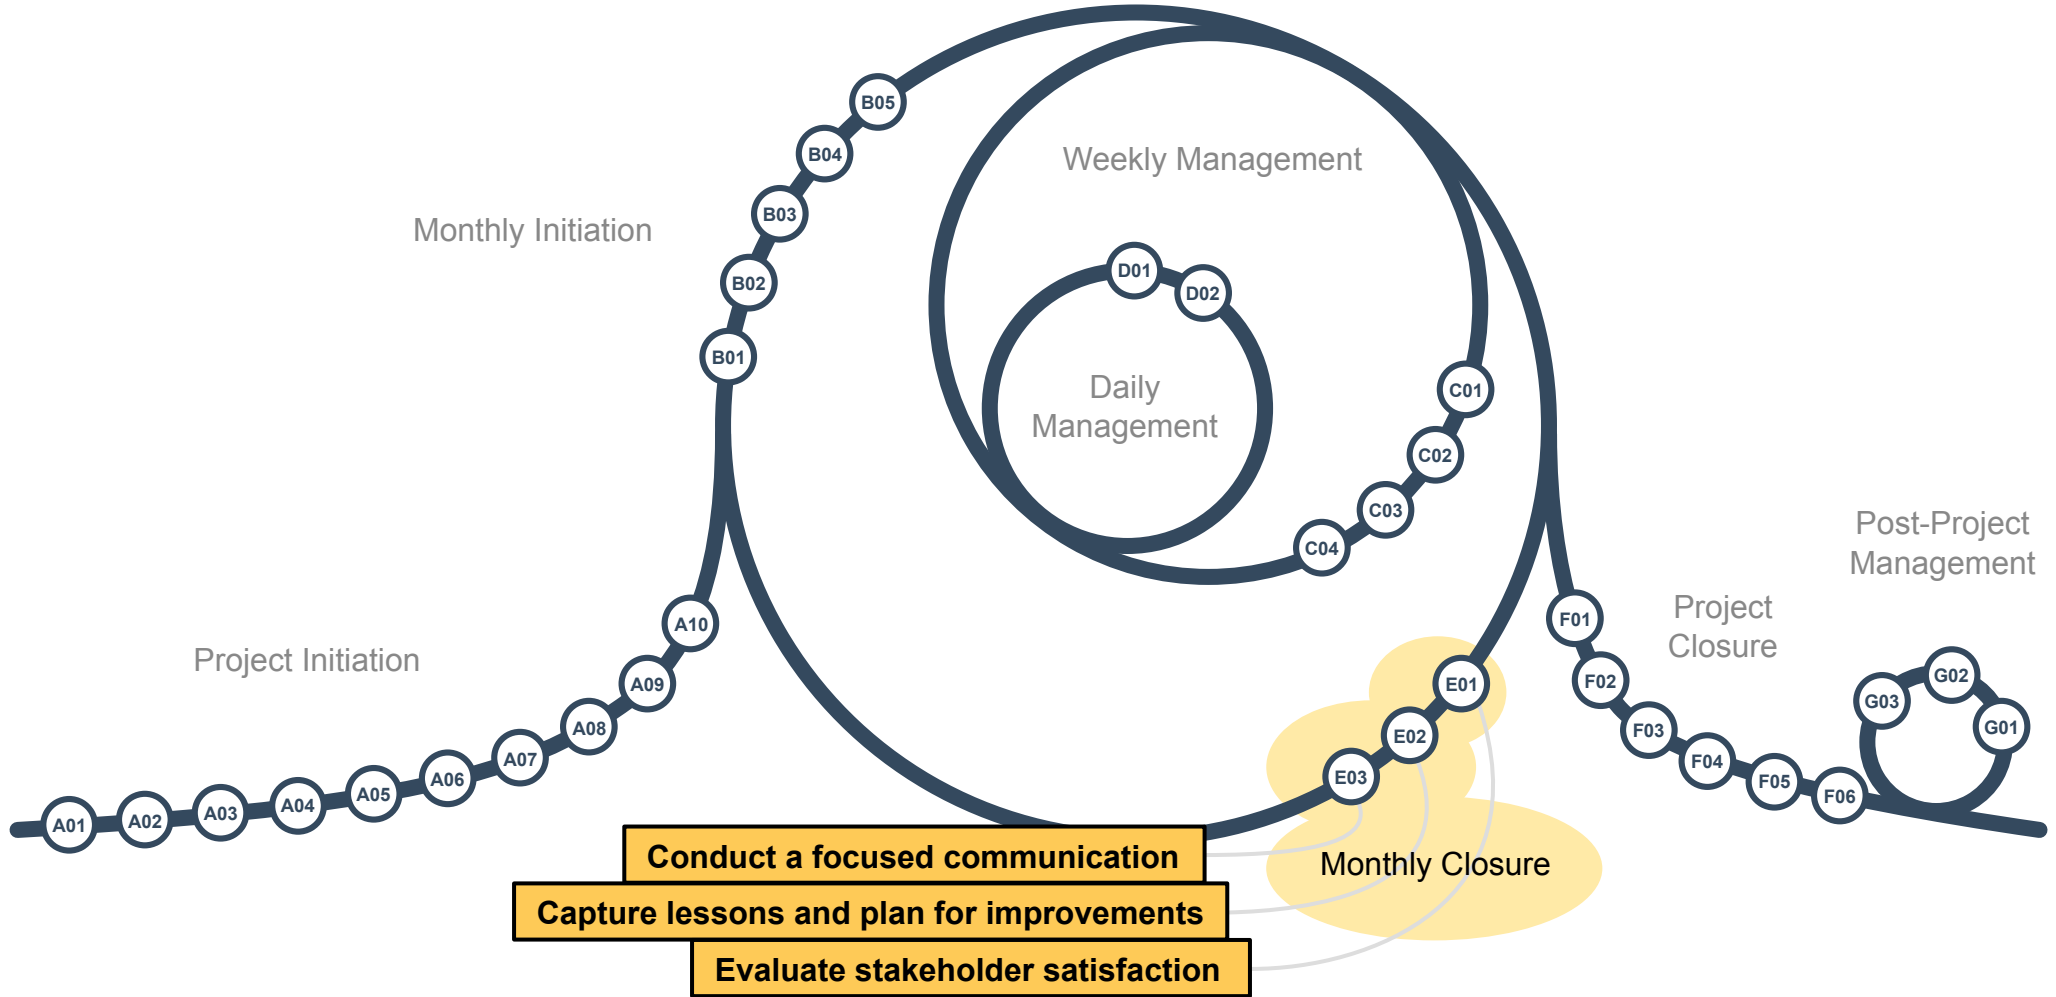 B05
B04
Weekly Management
B03
Monthly Initiation
D01
B02
D02
B01
Daily
Management
C01
C02
C03
C04
Post-Project
Management
Project
Closure
A10
F01
Project Initiation
A09
E01
F02
G02
G03
A08
E02
F03
G01
A07
F04
A06
E03
F05
A05
F06
A04
A03
A02
A01
Conduct a focused communication
Monthly Closure
Capture lessons and plan for improvements
Evaluate stakeholder satisfaction